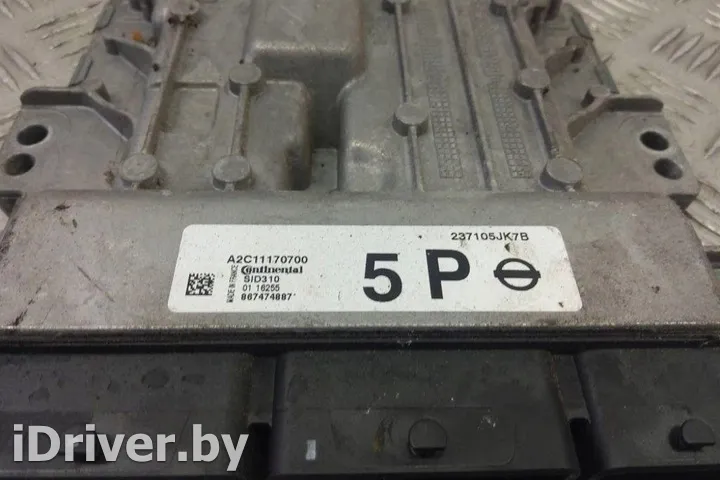 237105JK7B
A2C11170700
MADE IN FRANCE
Continental
SID310
01 16255
867474887*
5P
iDriver.by